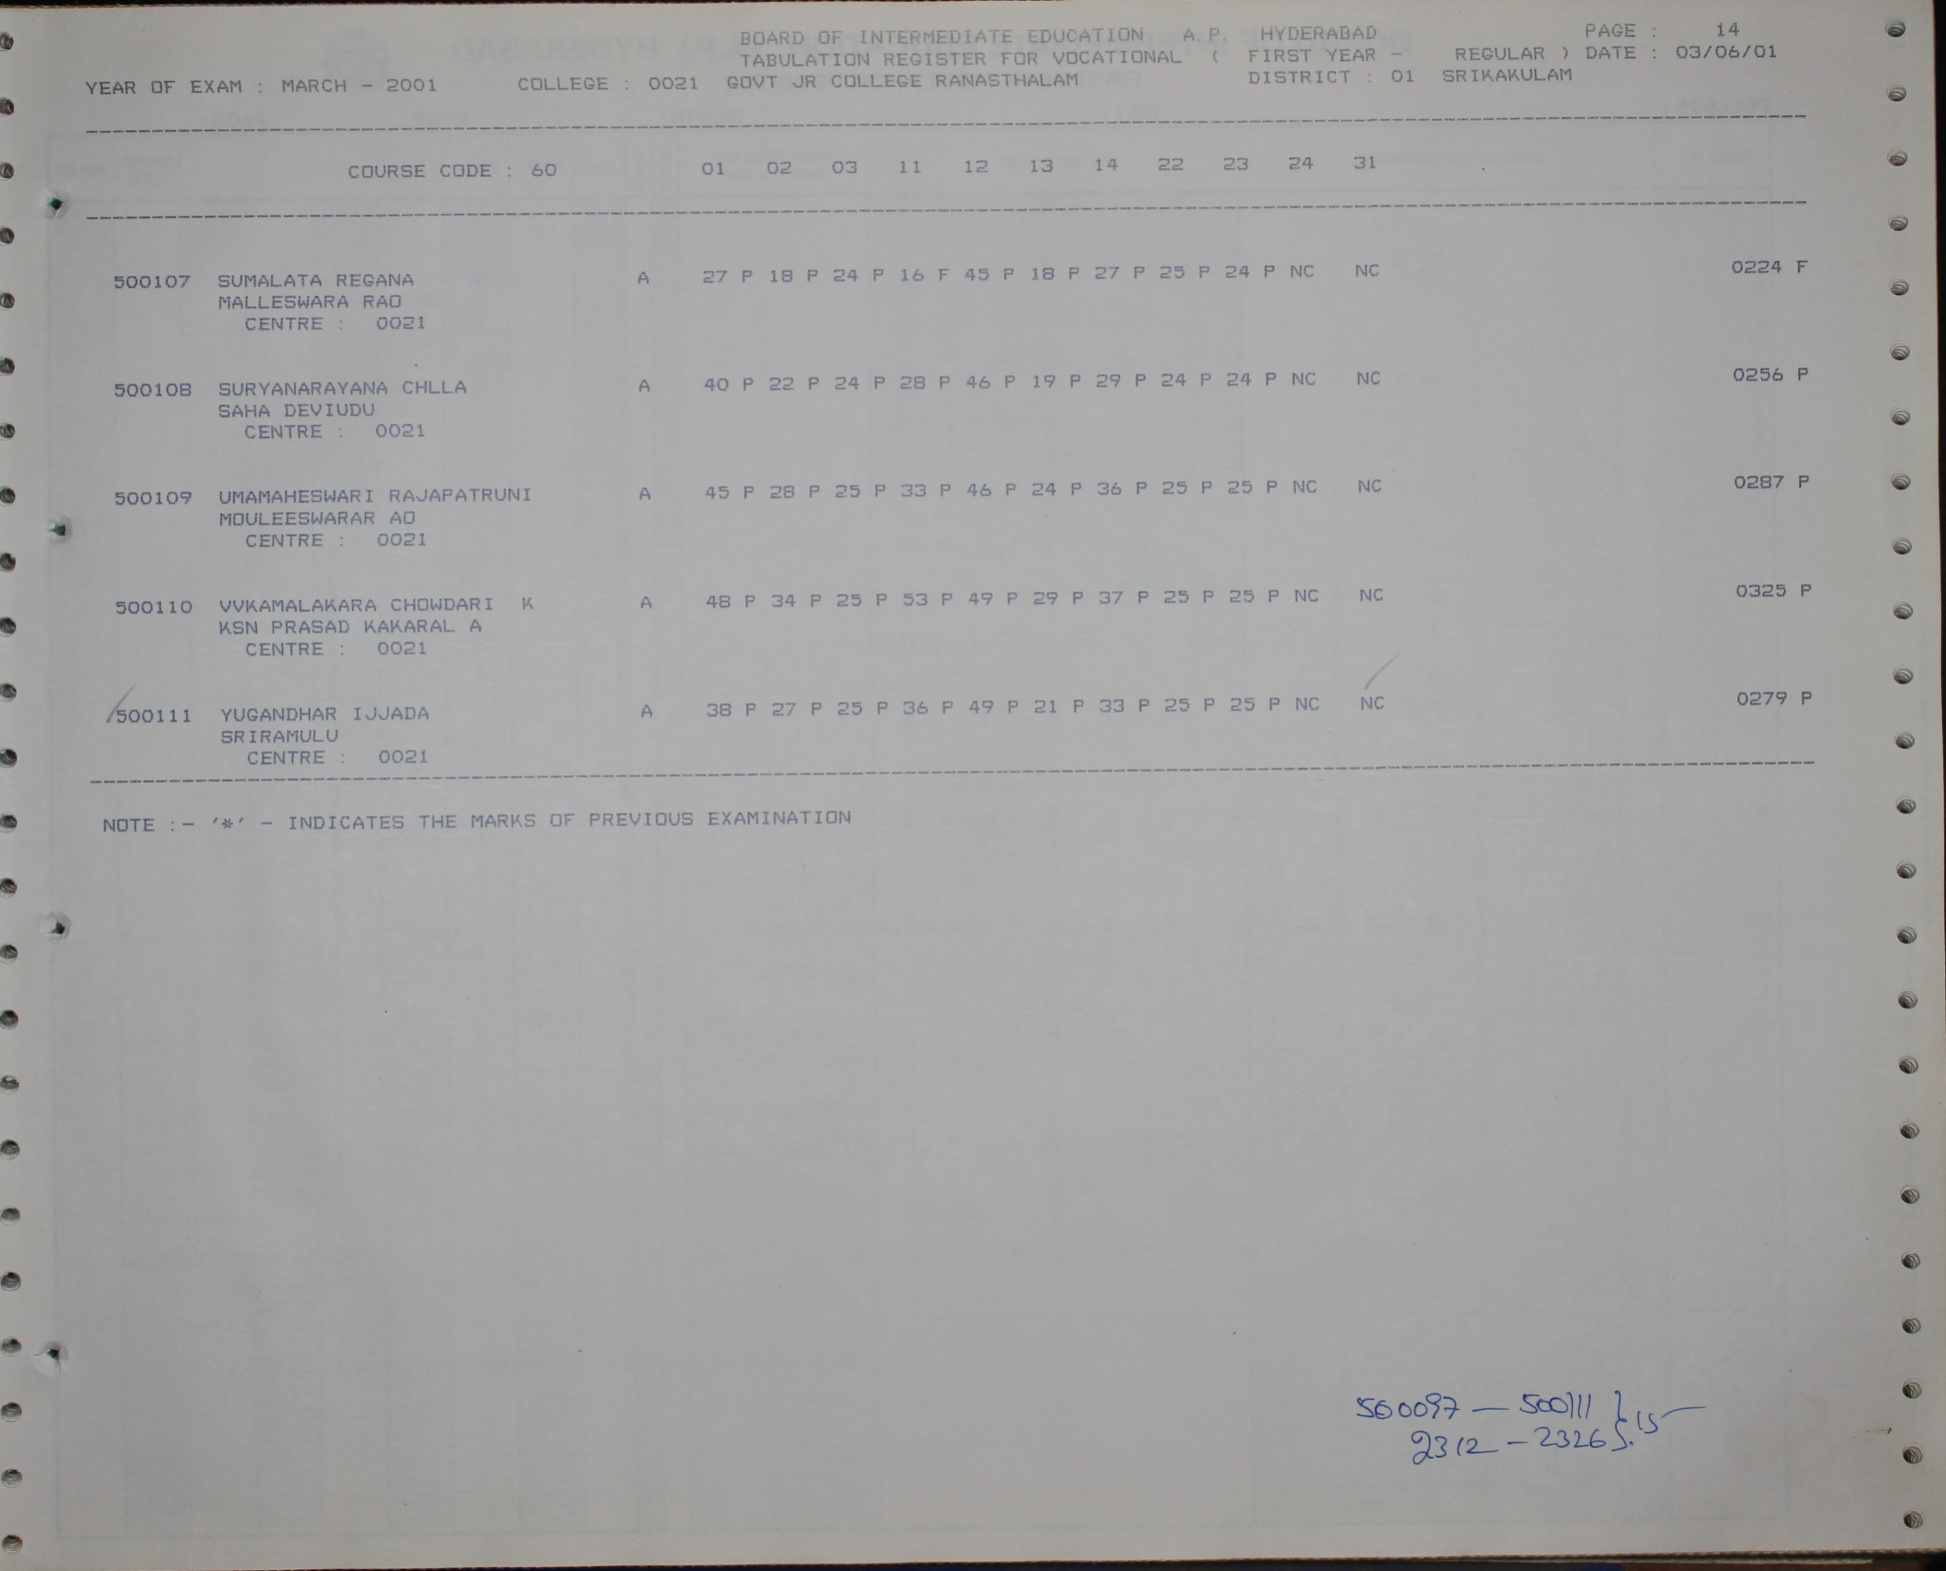 BOARD OF INTERMEDIATE EDUCATION A.P. HYDERABAD PAGE : 14
TABULATION REGISTER FOR VOCATIONAL ( FIRST YEAR - REGULAR ) DATE : 03/06/01
YEAR OF EXAM : MARCH - 2001 COLLEGE : 0021 GOVT JR COLLEGE RANASTHALAM DISTRICT : 01 SRIKAKULAM
COURSE CODE : 60 01 02 03 11 12 13 14 22 23 24 31
500107 SUMALATA REGANA A 27 P 18 P 24 P 16 F 45 P 18 P 27 P 25 P 24 P NC NC 0224 F
MALLESWARA RAO
CENTRE : 0021
500108 SURYANARAYANA CHLLA A 40 P 22 P 24 P 28 P 46 P 19 P 29 P 24 P 24 P NC NC 0256 P
SAHA DEVIUDU
CENTRE : 0021
500109 UMAMAHESWARI RAJAPATRUNI A 45 P 28 P 25 P 33 P 46 P 24 P 36 P 25 P 25 P NC NC 0287 P
MOULEESWARAR AO
CENTRE : 0021
500110 VVKAMALAKARA CHOWDARI K A 48 P 34 P 25 P 53 P 49 P 29 P 37 P 25 P 25 P NC NC 0325 P
KSN PRASAD KAKARAL A
CENTRE : 0021
500111 YUGANDHAR IJJADA A 38 P 27 P 25 P 36 P 49 P 21 P 33 P 25 P 25 P NC NC 0279 P
SRIRAMULU
CENTRE : 0021
NOTE :- '*' - INDICATES THE MARKS OF PREVIOUS EXAMINATION
500097 — 500111 } 15
2312 - 2326